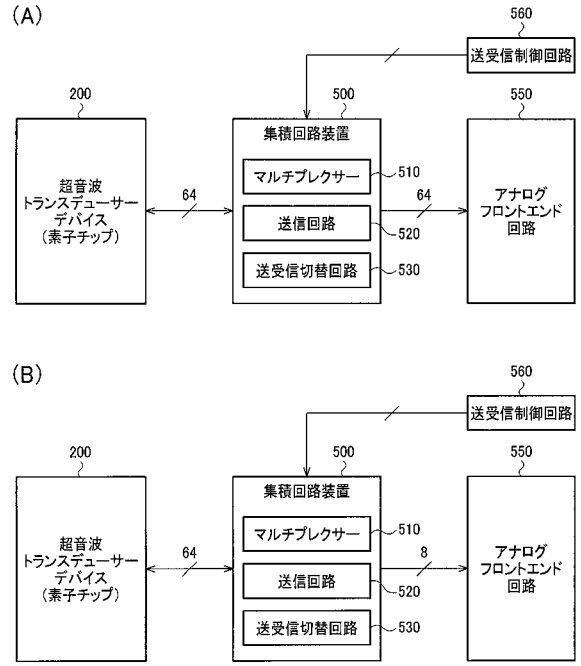 (A)
560
送受信制御回路
200
500
550
超音波
トランスデューサー
デバイス
(素子チップ)
64
集積回路装置
マルチプレクサー
510
送信回路
520
送受信切替回路
530
64
アナログ
フロントエンド
回路
(B)
560
送受信制御回路
200
500
550
超音波
トランスデューサー
デバイス
(素子チップ)
64
集積回路装置
マルチプレクサー
510
送信回路
520
送受信切替回路
530
8
アナログ
フロントエンド
回路